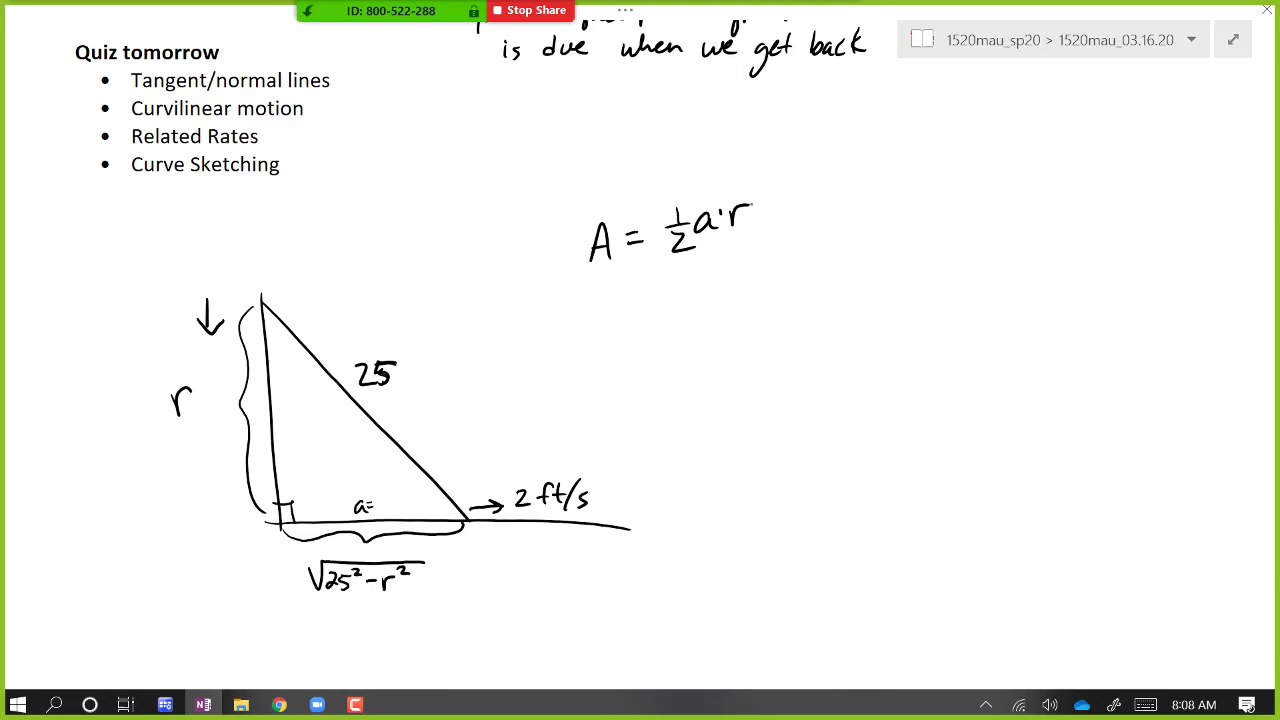 ID: 800-522-288
Stop Share
is due when we get back
1520mau_sp20 > 1520mau_03.16.20
Quiz tomorrow
• Tangent/normal lines
• Curvilinear motion
• Related Rates
• Curve Sketching
A = 1/2 a·r
25
r
a=
→ 2 ft/s
√25² - r²
8:08 AM